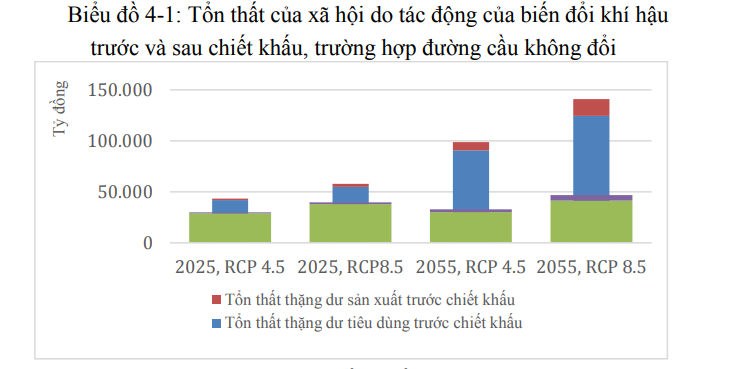 Biểu đồ 4-1: Tổn thất của xã hội do tác động của biến đổi khí hậu
trước và sau chiết khấu, trường hợp đường cầu không đổi
Tỷ đồng
150.000
100.000
50.000
0
2025, RCP 4.5 2025, RCP8.5 2055, RCP 4.5 2055, RCP 8.5
Tổn thất thặng dư sản xuất trước chiết khấu
Tổn thất thặng dư tiêu dùng trước chiết khấu